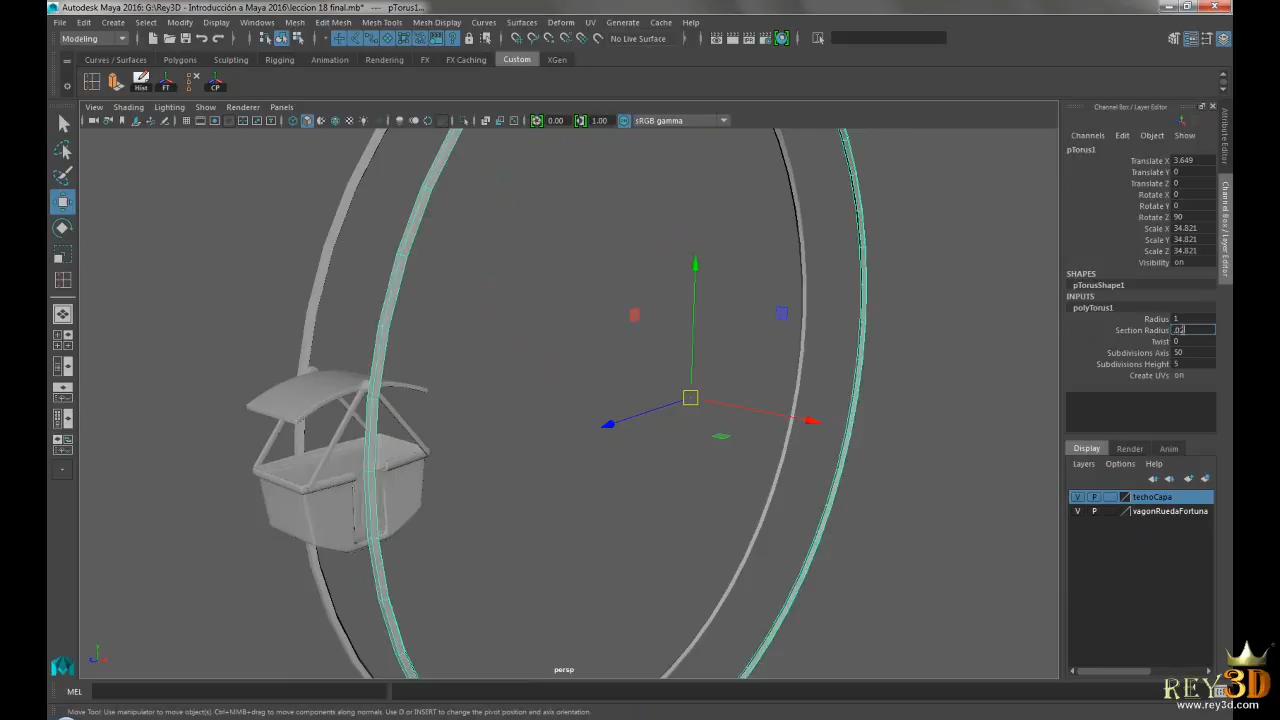 Autodesk Maya 2016: G:\Rey3D - Introducción a Maya 2016\leccion 18 final.mb* --- pTorus1...
File Edit Create Select Modify Display Windows Mesh Edit Mesh Mesh Tools Mesh Display Curves Surfaces Deform UV Generate Cache Help
Modeling No Live Surface
Curves / Surfaces Polygons Sculpting Rigging Animation Rendering FX FX Caching Custom XGen
Hist FT CP
View Shading Lighting Show Renderer Panels
0.00 1.00 sRGB gamma
Channel Box / Layer Editor
Channels Edit Object Show
pTorus1
Translate X 3.649
Translate Y 0
Translate Z 0
Rotate X 0
Rotate Y 0
Rotate Z 90
Scale X 34.821
Scale Y 34.821
Scale Z 34.821
Visibility on
SHAPES
pTorusShape1
INPUTS
polyTorus1
Radius 1
Section Radius .02
Twist 0
Subdivisions Axis 50
Subdivisions Height 5
Create UVs on
Display Render Anim
Layers Options Help
V P techoCapa
V P vagonRuedaFortuna
Attribute Editor
Channel Box / Layer Editor
persp
MEL
Move Tool: Use manipulator to move object(s). Ctrl+MMB+drag to move components along normals. Use D or INSERT to change the pivot position and axis orientation.
REY3D
www.rey3d.com